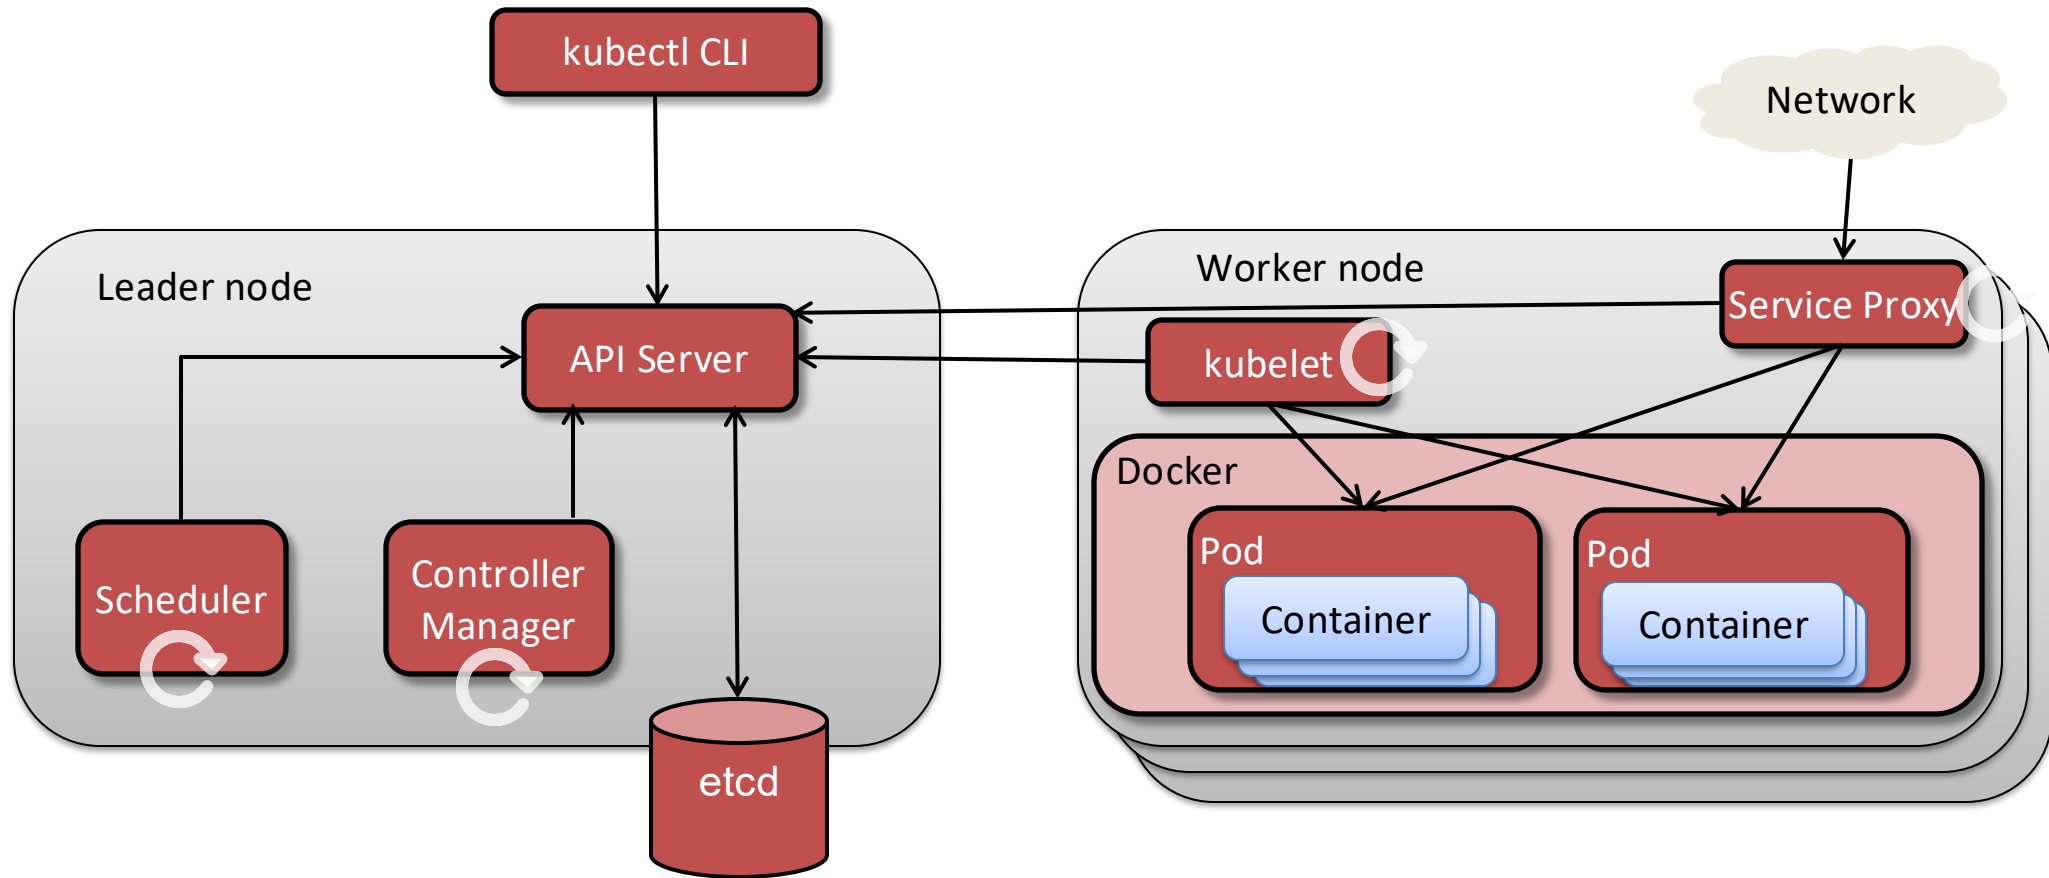 kubectl CLI
Network
Leader node
Worker node
Service Proxy
API Server
kubelet
Docker
Scheduler
Controller
Manager
Pod
Container
Pod
Container
etcd